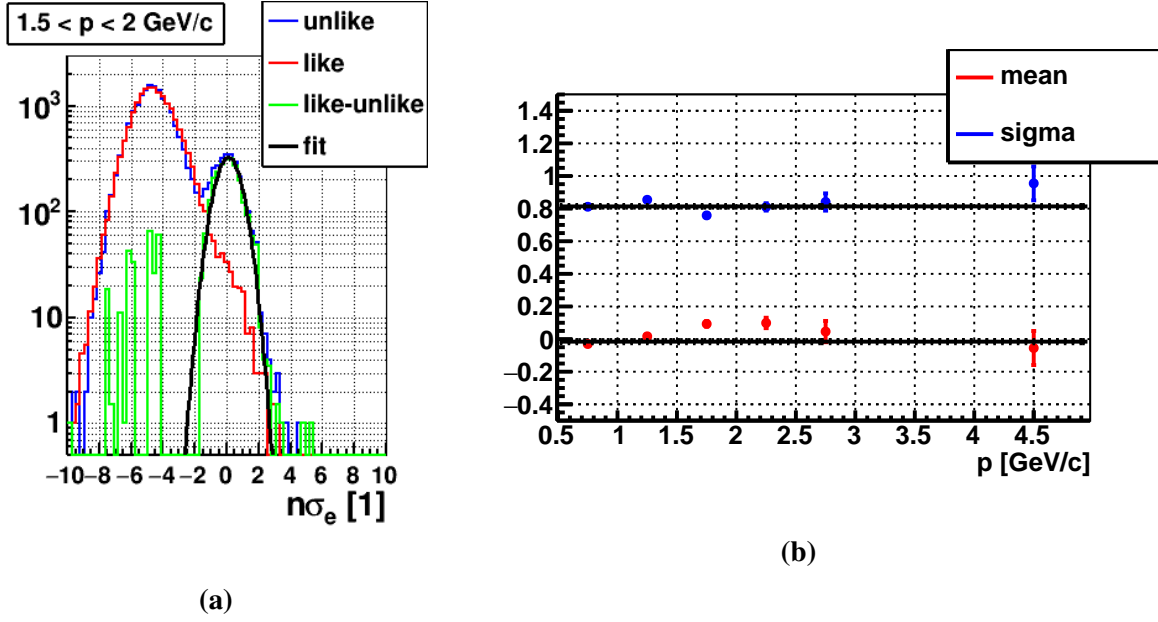 1.5 < p < 2 GeV/c
unlike
like
like-unlike
fit
10³
10²
10
1
−10 −8 −6 −4 −2 0 2 4 6 8 10
nσₑ [1]
(a)
mean
sigma
1.4
1.2
1
0.8
0.6
0.4
0.2
0
−0.2
−0.4
0.5 1 1.5 2 2.5 3 3.5 4 4.5
p [GeV/c]
(b)